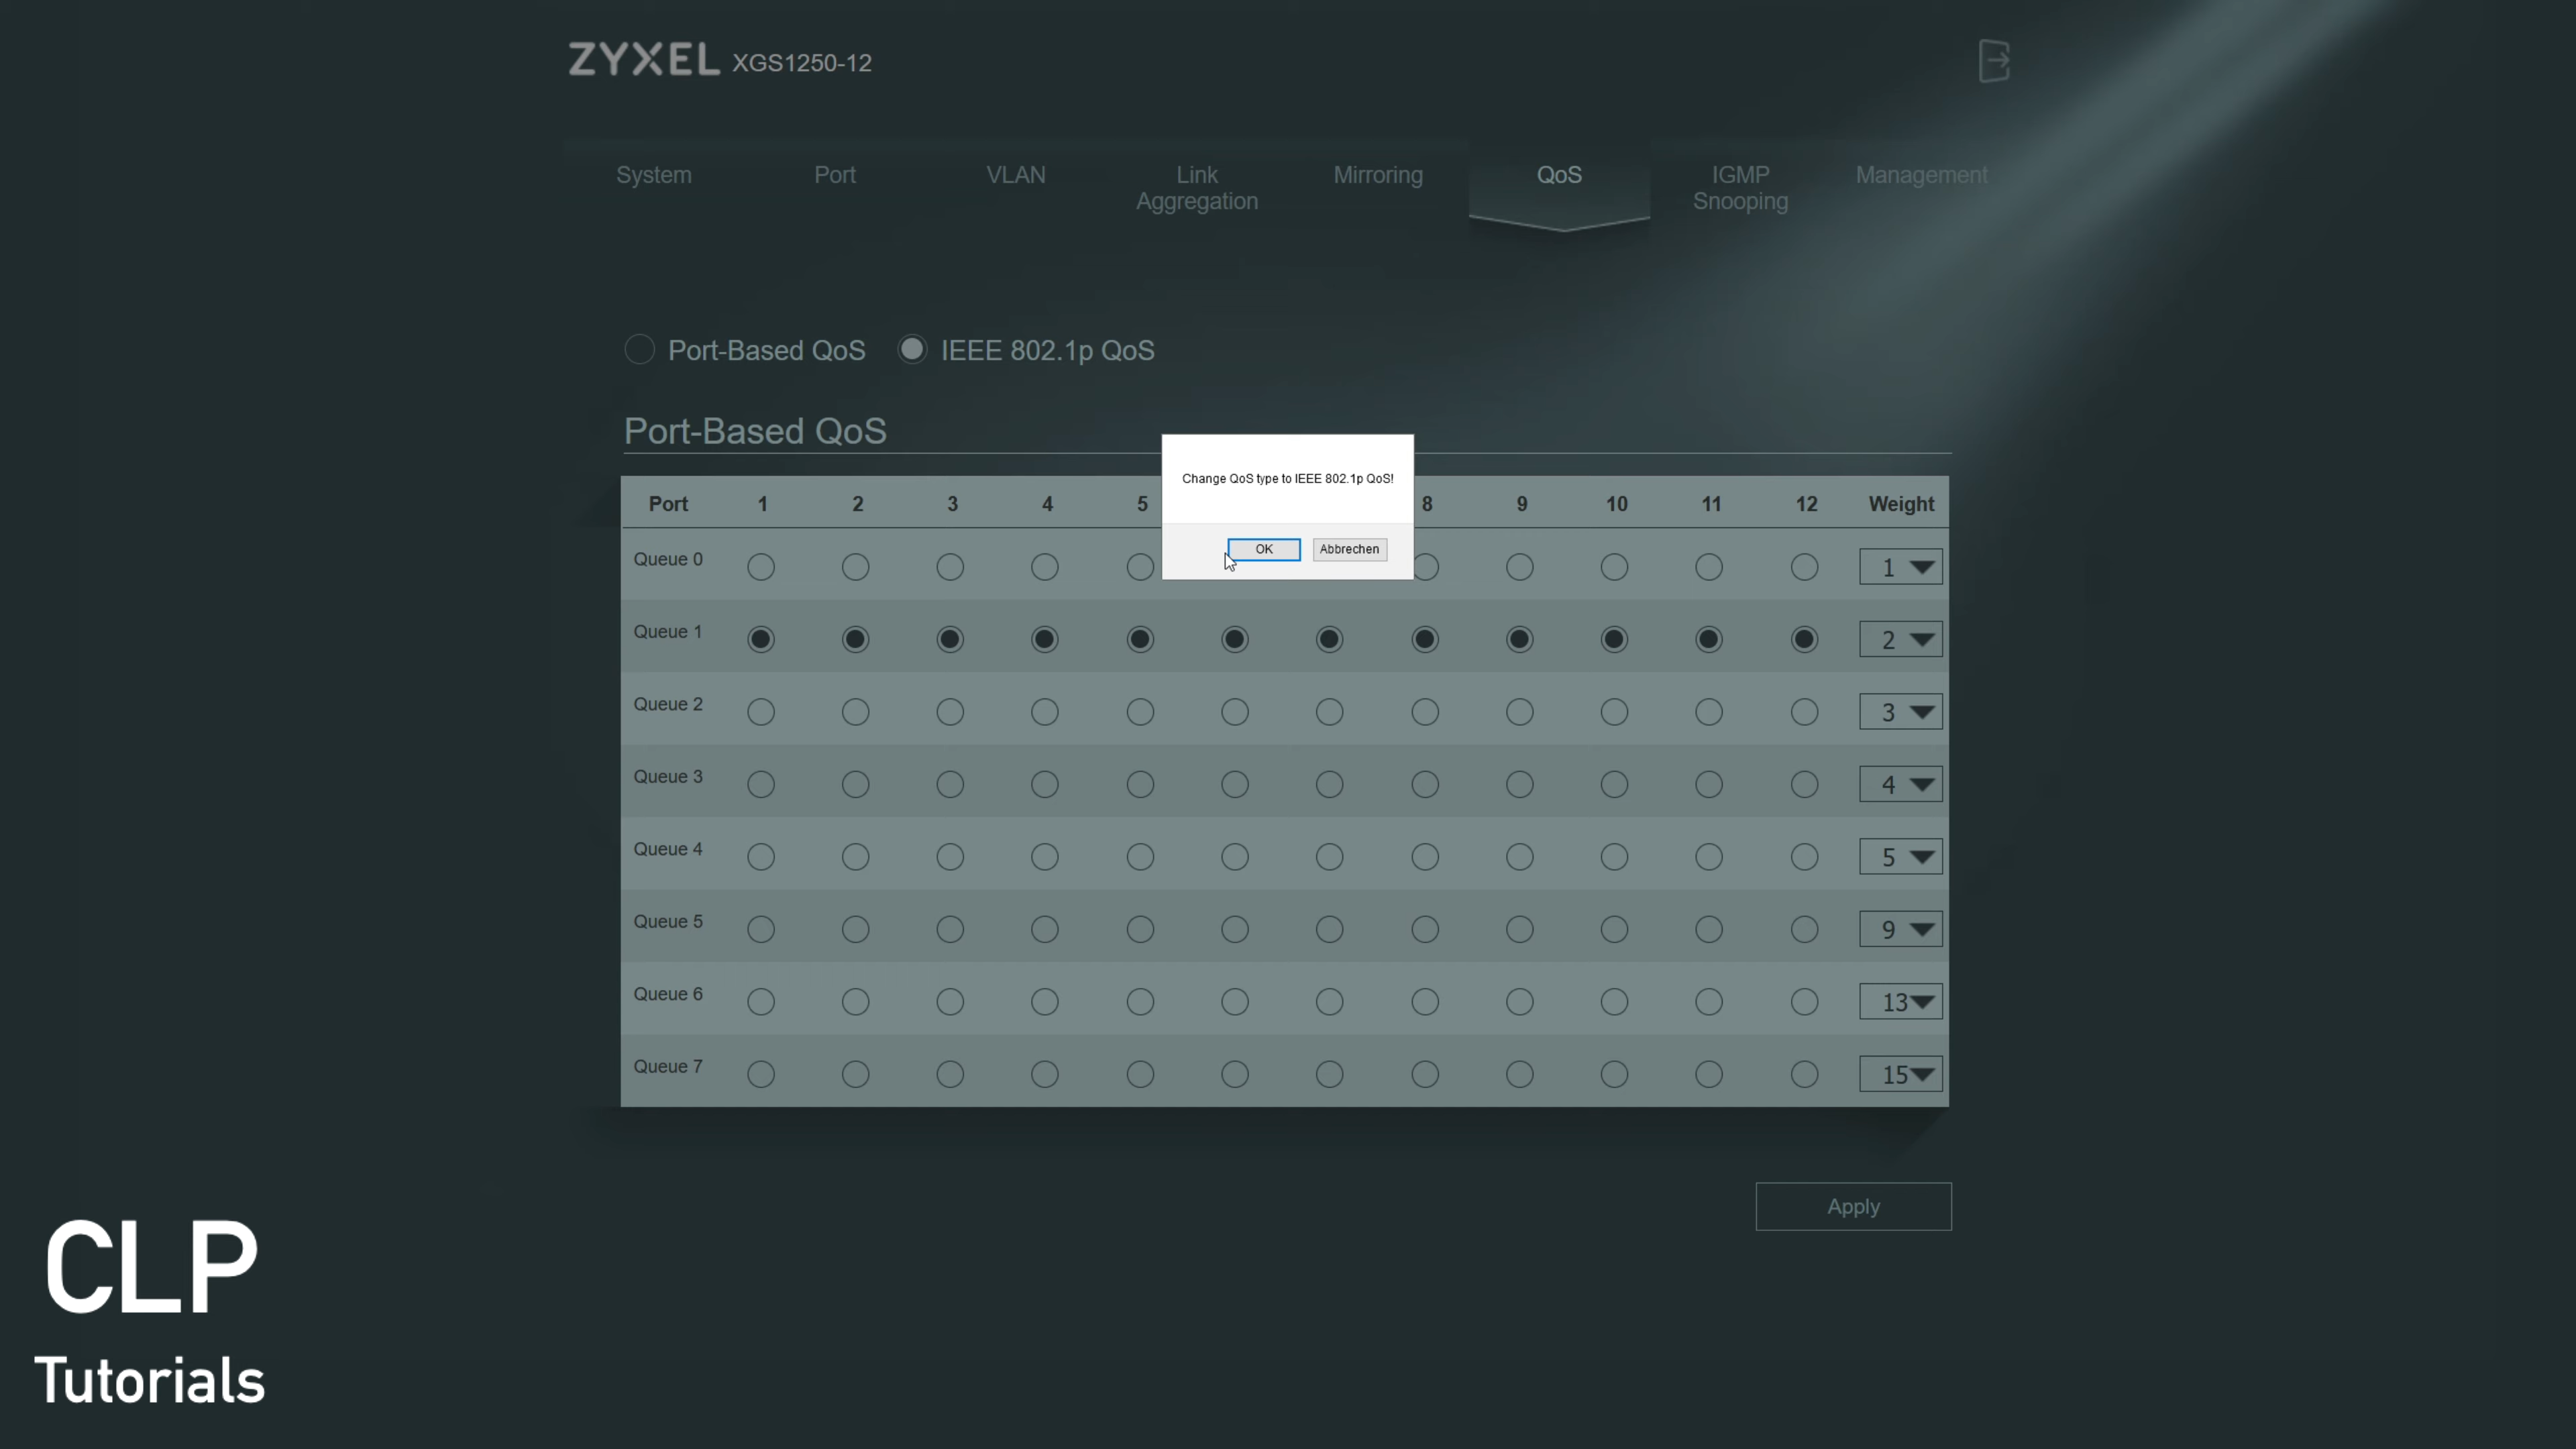 ZYXEL XGS1250-12
System Port VLAN Link Aggregation Mirroring QoS IGMP Snooping Management
Port-Based QoS IEEE 802.1p QoS
Port-Based QoS
Change QoS type to IEEE 802.1p QoS!
OK Abbrechen
Port 1 2 3 4 5 8 9 10 11 12 Weight
Queue 0 1
Queue 1 2
Queue 2 3
Queue 3 4
Queue 4 5
Queue 5 9
Queue 6 13
Queue 7 15
Apply
CLP
Tutorials